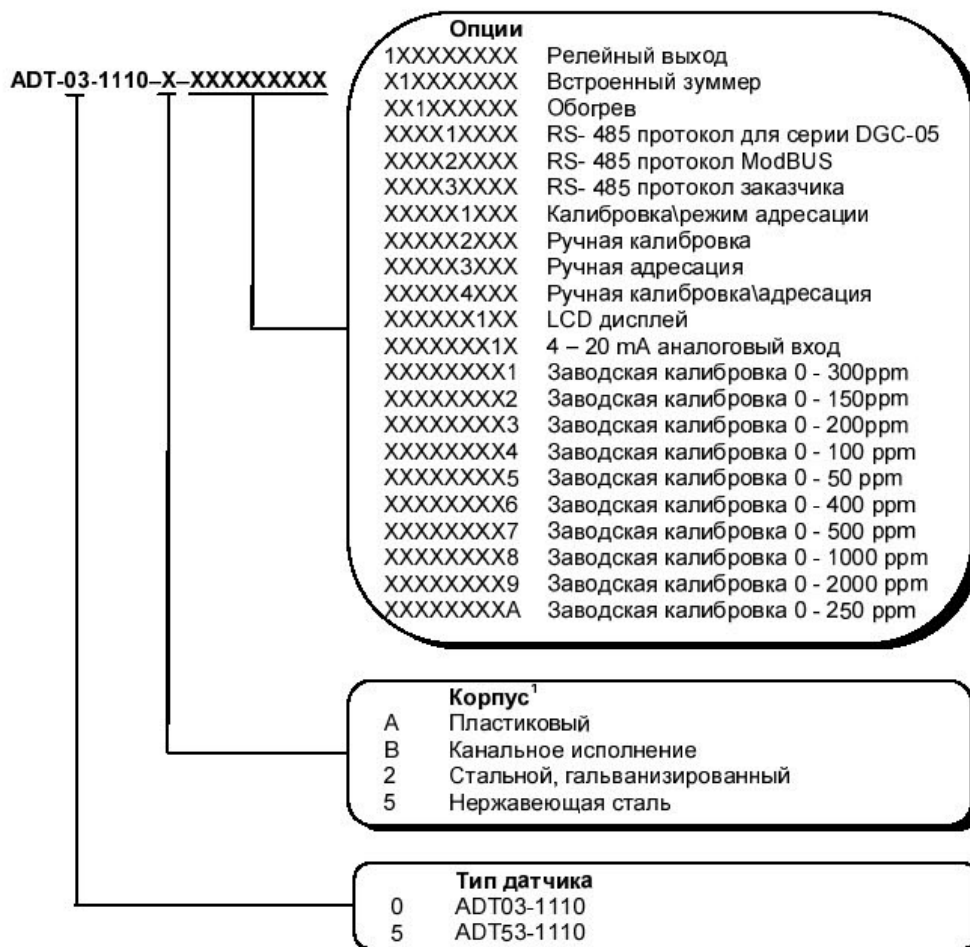 Опции
1XXXXXXXX Релейный выход
ADT-03-1110–X–XXXXXXXXX
X1XXXXXXX Встроенный зуммер
XX1XXXXXX Обогрев
XXXX1XXXX RS- 485 протокол для серии DGC-05
XXXX2XXXX RS- 485 протокол ModBUS
XXXX3XXXX RS- 485 протокол заказчика
XXXXX1XXX Калибровка\режим адресации
XXXXX2XXX Ручная калибровка
XXXXX3XXX Ручная адресация
XXXXX4XXX Ручная калибровка\адресация
XXXXXX1XX LCD дисплей
XXXXXXX1X 4 – 20 mA аналоговый вход
XXXXXXXX1 Заводская калибровка 0 - 300ppm
XXXXXXXX2 Заводская калибровка 0 - 150ppm
XXXXXXXX3 Заводская калибровка 0 - 200ppm
XXXXXXXX4 Заводская калибровка 0 - 100 ppm
XXXXXXXX5 Заводская калибровка 0 - 50 ppm
XXXXXXXX6 Заводская калибровка 0 - 400 ppm
XXXXXXXX7 Заводская калибровка 0 - 500 ppm
XXXXXXXX8 Заводская калибровка 0 - 1000 ppm
XXXXXXXX9 Заводская калибровка 0 - 2000 ppm
XXXXXXXXA Заводская калибровка 0 - 250 ppm
Корпус¹
A Пластиковый
B Канальное исполнение
2 Стальной, гальванизированный
5 Нержавеющая сталь
Тип датчика
0 ADT03-1110
5 ADT53-1110